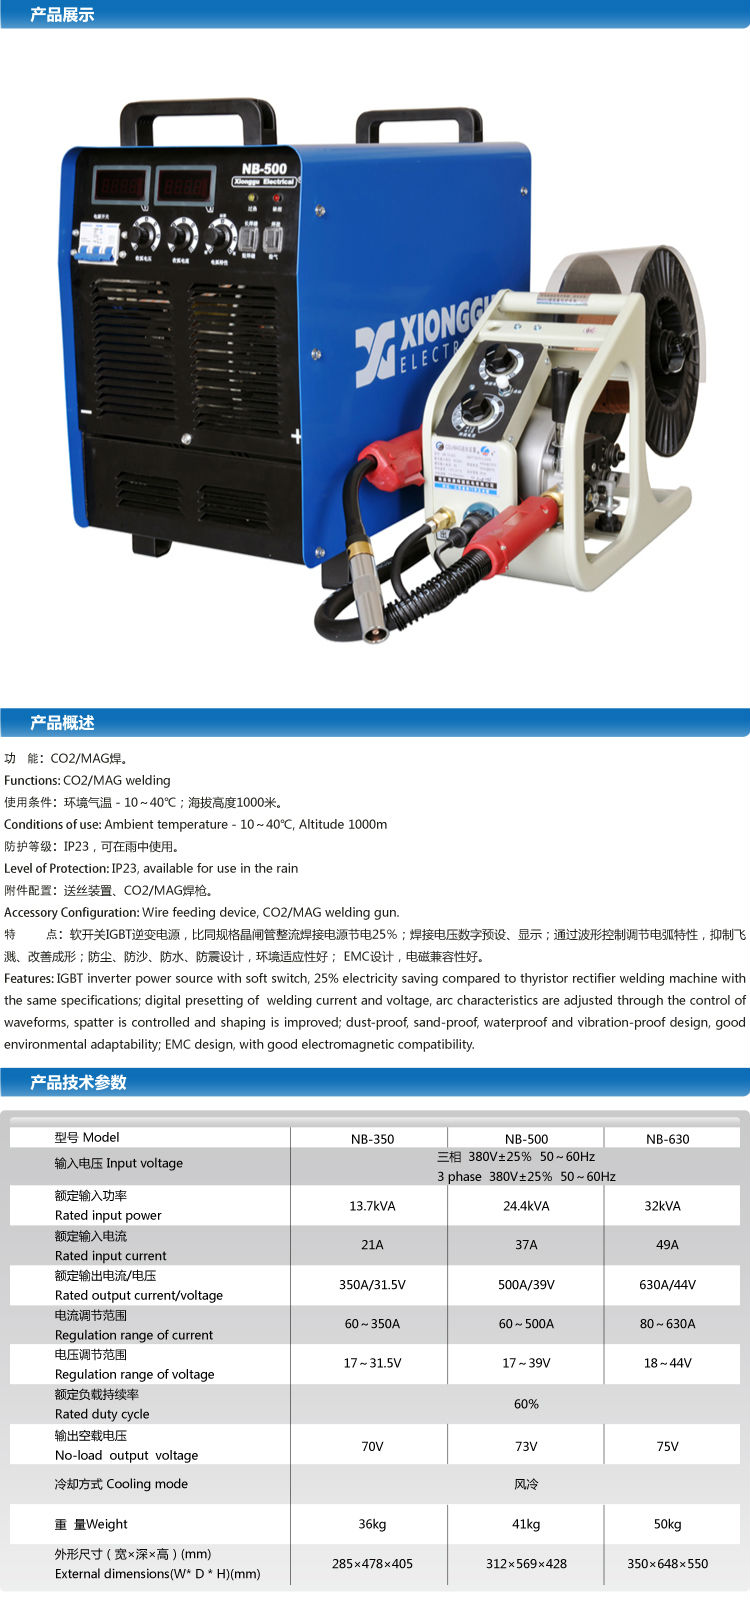 产品展示
NB-500
Xionggu Electrical
电源开关
XIONGGU
ELECTR
产品概述
功 能：CO2/MAG焊。
Functions: CO2/MAG welding
使用条件：环境气温 - 10～40℃；海拔高度1000米。
Conditions of use: Ambient temperature - 10～40℃, Altitude 1000m
防护等级：IP23，可在雨中使用。
Level of Protection: IP23, available for use in the rain
附件配置：送丝装置、CO2/MAG焊枪。
Accessory Configuration: Wire feeding device, CO2/MAG welding gun.
特 点：软开关IGBT逆变电源，比同规格晶闸管整流焊接电源节电25%；焊接电压数字预设、显示；通过波形控制调节电弧特性，抑制飞
溅、改善成形；防尘、防沙、防水、防震设计，环境适应性好； EMC设计，电磁兼容性好。
Features: IGBT inverter power source with soft switch, 25% electricity saving compared to thyristor rectifier welding machine with
the same specifications; digital presetting of welding current and voltage, arc characteristics are adjusted through the control of
waveforms, spatter is controlled and shaping is improved; dust-proof, sand-proof, waterproof and vibration-proof design, good
environmental adaptability; EMC design, with good electromagnetic compatibility.
产品技术参数
型号 Model NB-350 NB-500 NB-630
输入电压 Input voltage 三相 380V±25% 50～60Hz
3 phase 380V±25% 50～60Hz
额定输入功率
Rated input power 13.7kVA 24.4kVA 32kVA
额定输入电流
Rated input current 21A 37A 49A
额定输出电流/电压
Rated output current/voltage 350A/31.5V 500A/39V 630A/44V
电流调节范围
Regulation range of current 60～350A 60～500A 80～630A
电压调节范围
Regulation range of voltage 17～31.5V 17～39V 18～44V
额定负载持续率
Rated duty cycle 60%
输出空载电压
No-load output voltage 70V 73V 75V
冷却方式 Cooling mode 风冷
重 量Weight 36kg 41kg 50kg
外形尺寸（宽×深×高）(mm)
External dimensions(W* D * H)(mm) 285×478×405 312×569×428 350×648×550